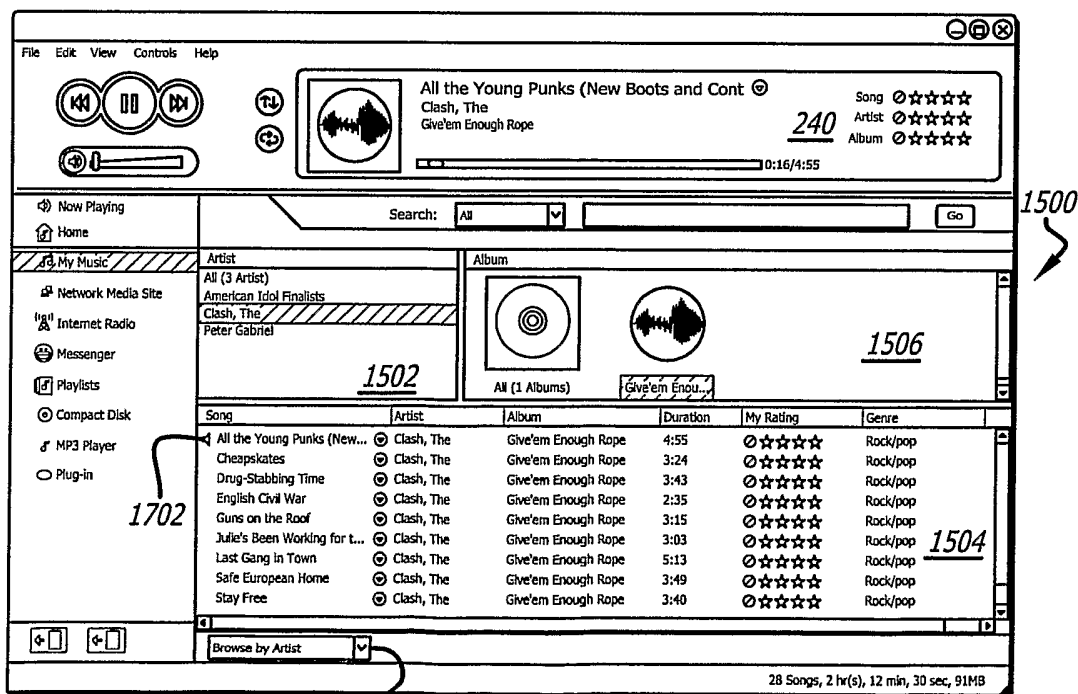 File Edit View Controls Help
All the Young Punks (New Boots and Cont
Clash, The
Give'em Enough Rope
240
Song
Artist
Album
0:16/4:55
1500
Now Playing
Home
My Music
Network Media Site
Internet Radio
Messenger
Playlists
Compact Disk
MP3 Player
Plug-in
1702
Search: All Go
Artist
All (3 Artist)
American Idol Finalists
Clash, The
Peter Gabriel
1502
Album
All (1 Albums)
Give'em Enou...
1506
Song Artist Album Duration My Rating Genre
All the Young Punks (New... Clash, The Give'em Enough Rope 4:55 Rock/pop
Cheapskates Clash, The Give'em Enough Rope 3:24 Rock/pop
Drug-Stabbing Time Clash, The Give'em Enough Rope 3:43 Rock/pop
English Civil War Clash, The Give'em Enough Rope 2:35 Rock/pop
Guns on the Roof Clash, The Give'em Enough Rope 3:15 Rock/pop
Julie's Been Working for t... Clash, The Give'em Enough Rope 3:03 Rock/pop
Last Gang in Town Clash, The Give'em Enough Rope 5:13 Rock/pop
Safe European Home Clash, The Give'em Enough Rope 3:49 Rock/pop
Stay Free Clash, The Give'em Enough Rope 3:40 Rock/pop
1504
Browse by Artist
28 Songs, 2 hr(s), 12 min, 30 sec, 91MB